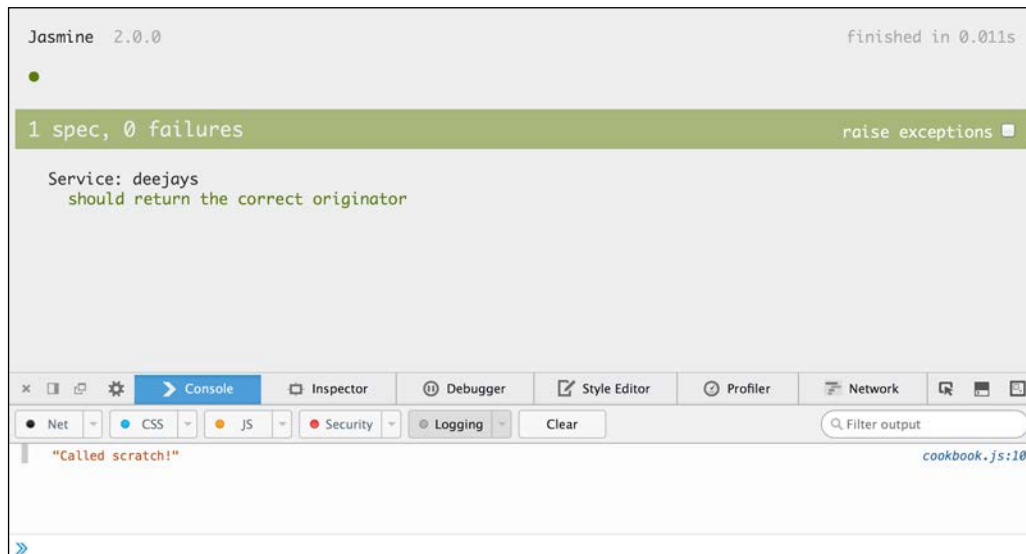 Jasmine 2.0.0 finished in 0.011s
1 spec, 0 failures raise exceptions
Service: deejays
should return the correct originator
Console Inspector Debugger Style Editor Profiler Network
Net CSS JS Security Logging Clear Filter output
"Called scratch!" cookbook.js:10